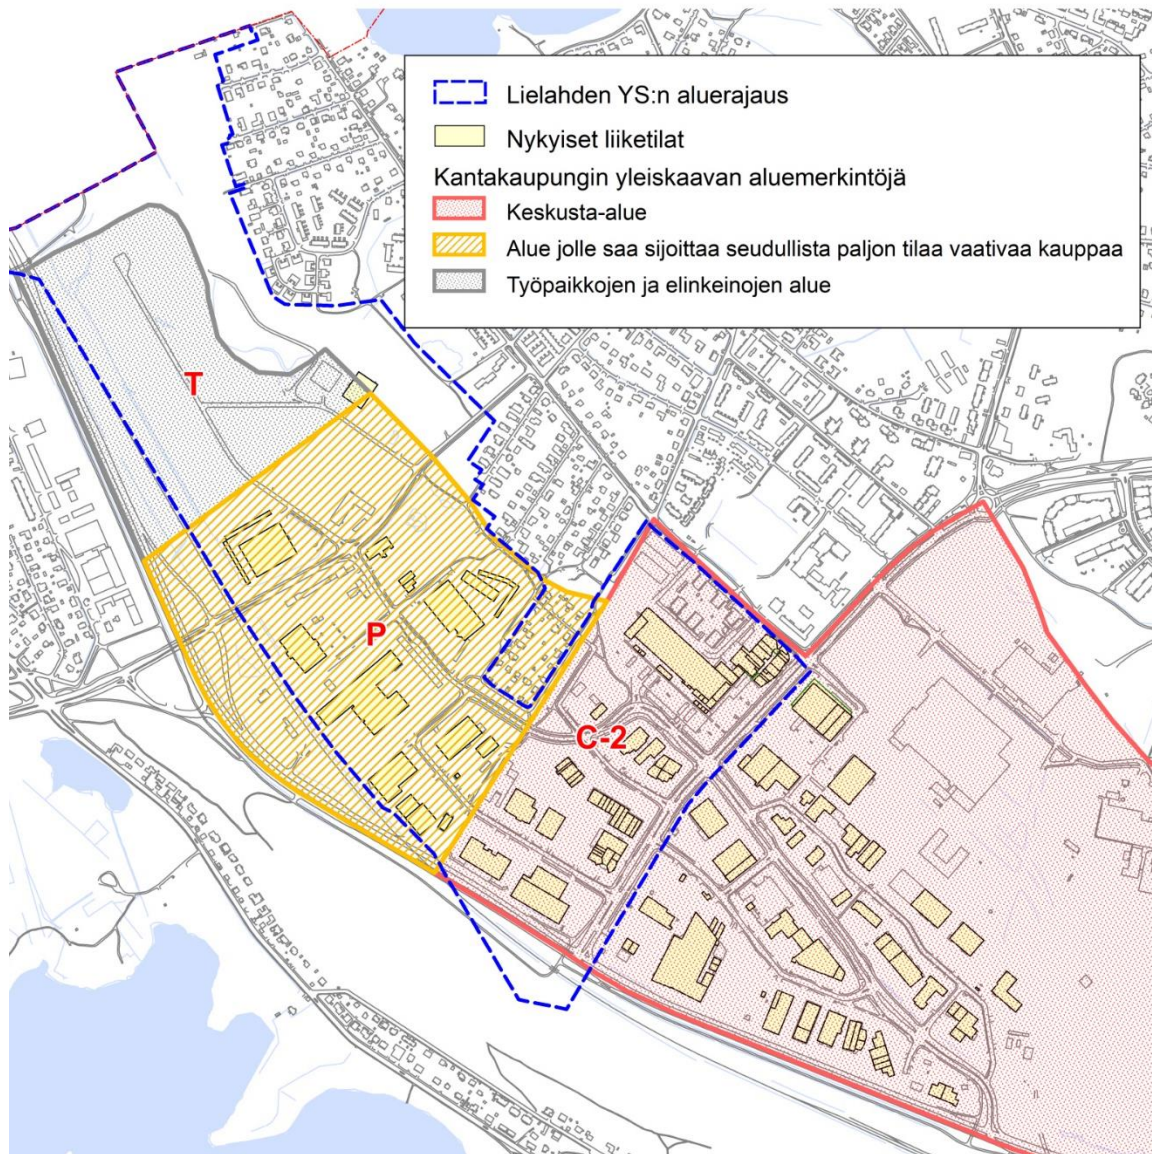 Lielahden YS:n aluerajaus
Nykyiset liiketilat
Kantakaupungin yleiskaavan aluemerkintöjä
Keskusta-alue
Alue jolle saa sijoittaa seudullista paljon tilaa vaativaa kauppaa
Työpaikkojen ja elinkeinojen alue
T
P
C-2